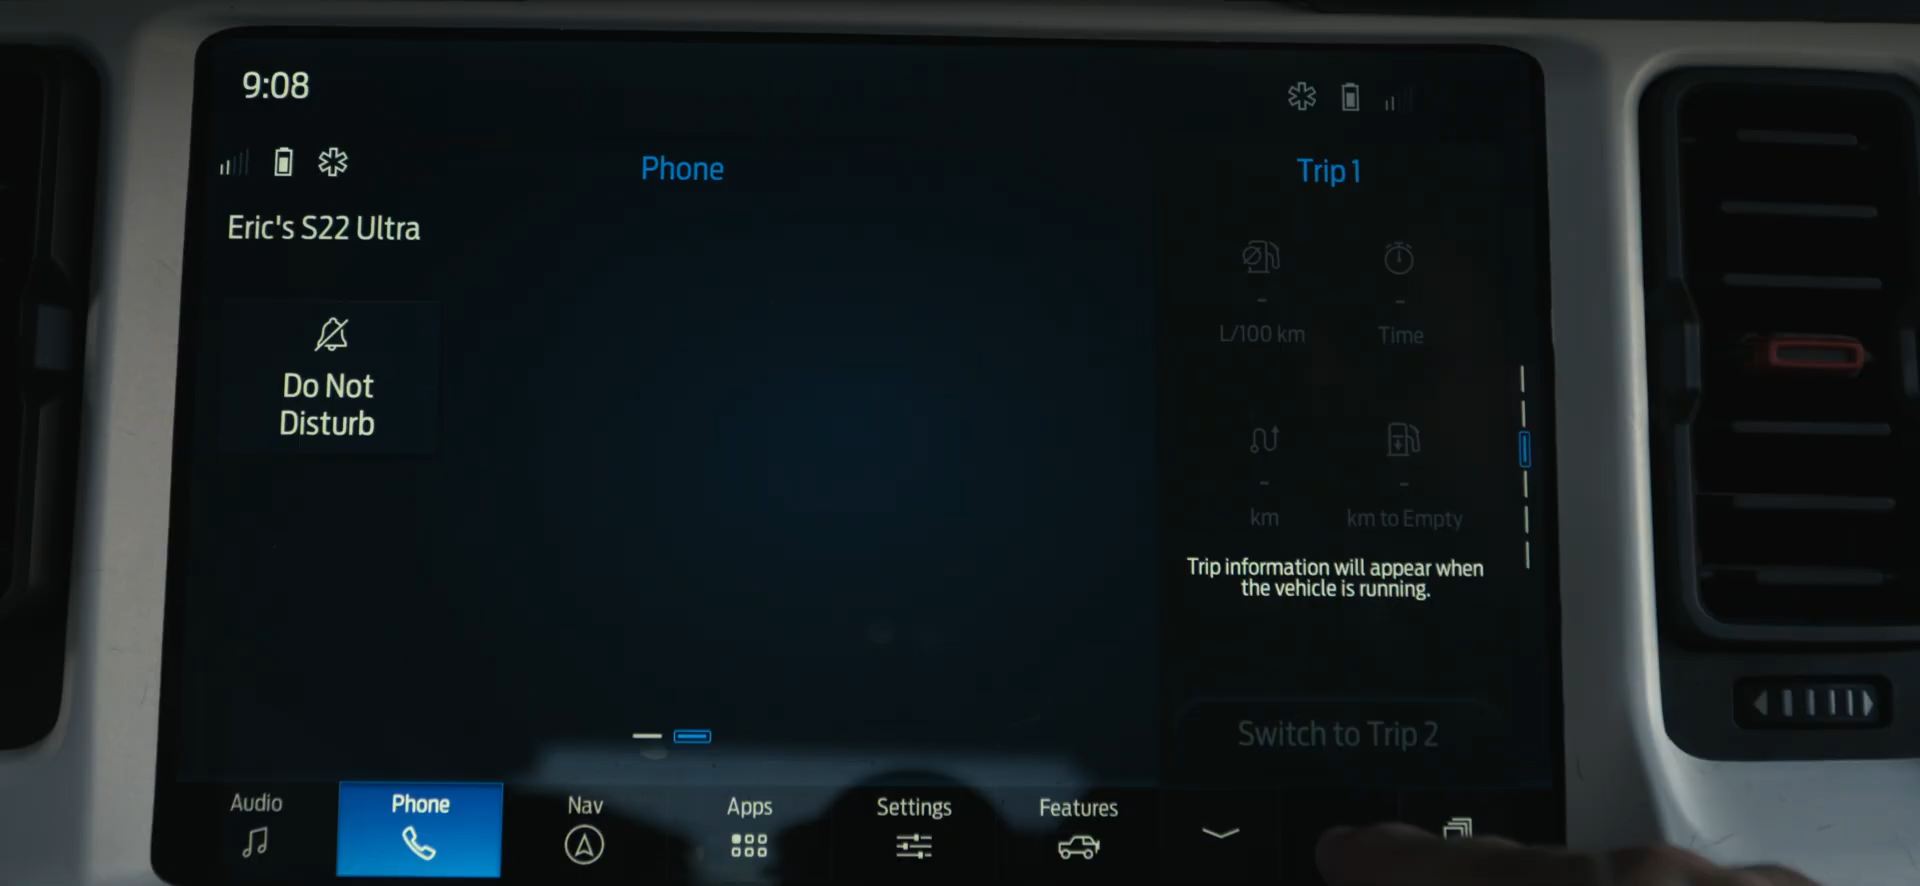 9:08
Phone
Trip 1
Eric's S22 Ultra
Do Not
Disturb
-
-
L/100 km
Time
-
-
km
km to Empty
Trip information will appear when
the vehicle is running.
Switch to Trip 2
Audio
Phone
Nav
Apps
Settings
Features